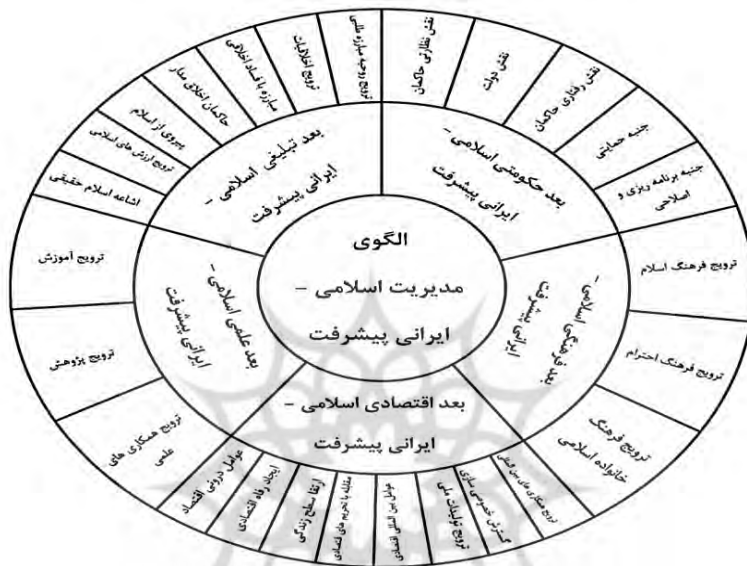 الگوی
مدیریت اسلامی –
ایرانی پیشرفت
بعد حکومتی اسلامی –
ایرانی پیشرفت
نقش نظارتی حاکمان
نقش دولت
نقش رفتاری حاکمان
جنبه حمایتی
جنبه برنامه ریزی و
اصلاحی
بعد فرهنگی اسلامی –
ایرانی پیشرفت
ترویج فرهنگ اسلام
ترویج فرهنگ احترام
ترویج فرهنگ
خانواده اسلامی
بعد اقتصادی اسلامی –
ایرانی پیشرفت
ترویج همکاری های بین المللی
گسترش خصوصی سازی
ترویج تولیدات ملی
عوامل بین المللی اقتصادی
مقابله با تحریم های اقتصادی
ارتقا سطح زندگی
ایجاد رفاه اقتصادی
عوامل درونی اقتصاد
بعد علمی اسلامی –
ایرانی پیشرفت
ترویج همکاری های
علمی
ترویج پژوهش
ترویج آموزش
بعد تبلیغی اسلامی –
ایرانی پیشرفت
اشاعه اسلام حقیقی
ترویج ارزش های اسلامی
پیروی از اسلام
حاکمان اخلاق مدار
مبارزه با فساد اخلاقی
ترویج اخلاقیات
ترویج روحیه مبارزه طلبی